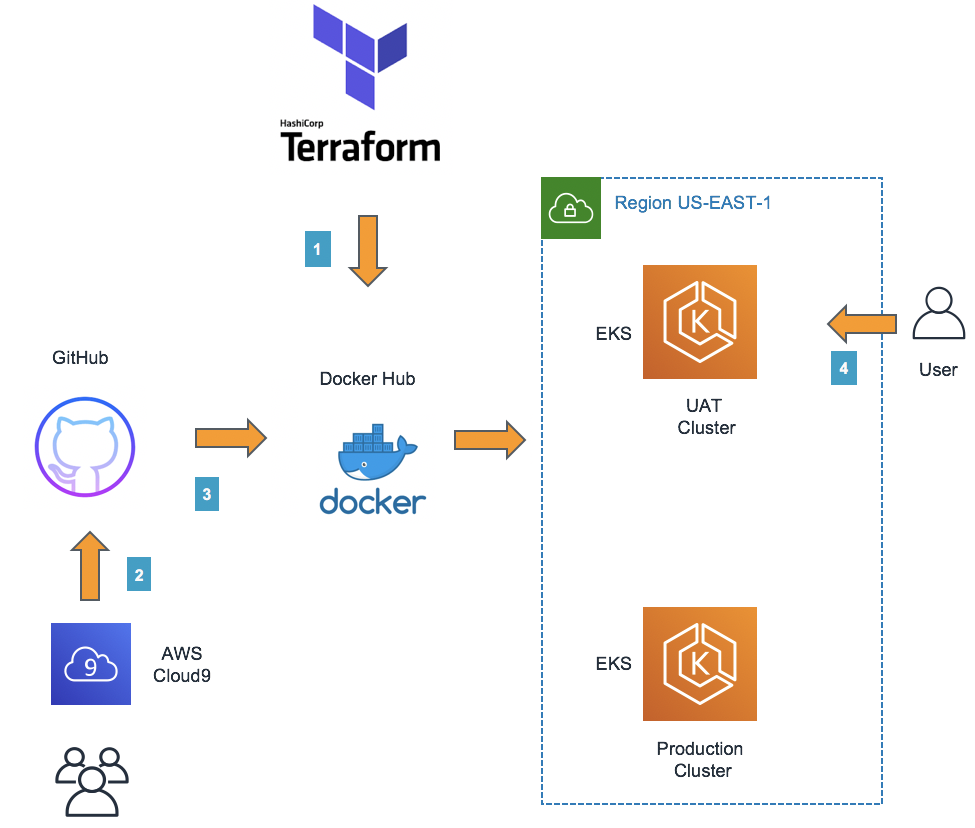 HashiCorp
Terraform
1
Region US-EAST-1
EKS
K
UAT
Cluster
4
User
GitHub
Docker Hub
docker
3
2
9
AWS
Cloud9
EKS
K
Production
Cluster